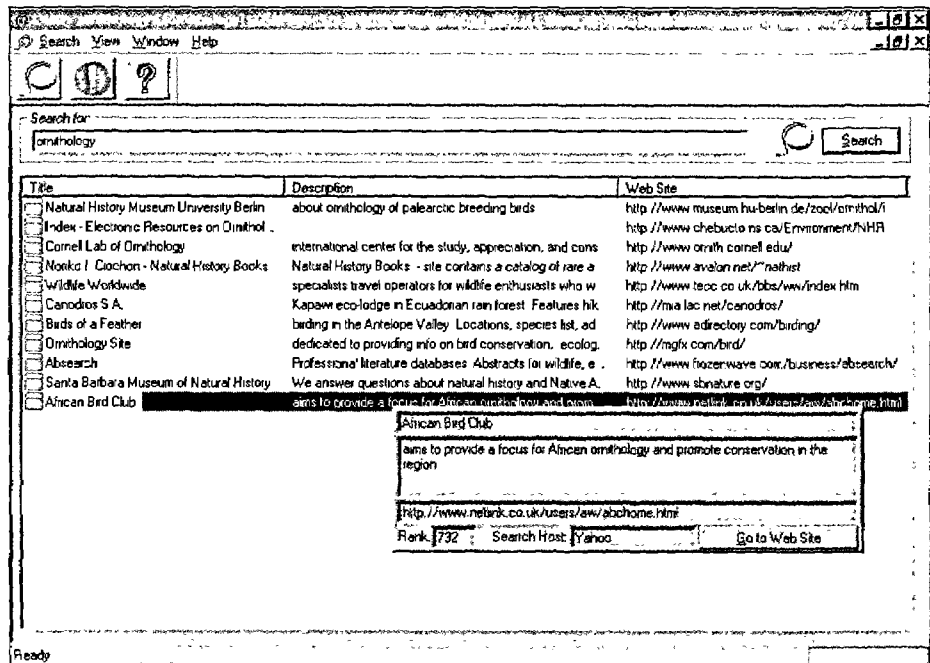 Search View Window Help
Search for
ornithology
Search
Title Description Web Site
Natural History Museum University Berlin about ornithology of palearctic breeding birds http //www museum hu-berlin de/zool/ornithol/i
Index - Electronic Resources on Ornithol .. http //www chebucto ns ca/Environment/NHR
Cornell Lab of Ornithology international center for the study, appreciation, and cons http //www ornith cornell edu/
Natural History Books Natural History Books - site contains a catalog of rare a http //www avalon net/~nathist
Wildlife Worldwide specialists travel operators for wildlife enthusiasts who w http //www tecc co uk/bbs/ww/index htm
Canodros S A. Kapawi eco-lodge in Ecuadorian rain forest Features hik http //mia lac net/canodros/
Birds of a Feather birding in the Antelope Valley Locations, species list, ad http //www adirectory com/birding/
Ornithology Site dedicated to providing info on bird conservation, ecolog. http //mgfx com/bird/
Absearch Professional literature databases Abstracts for wildlife, e .. http //www frozenwave com./business/absearch/
Santa Barbara Museum of Natural History We answer questions about natural history and Native A. http //www sbnature org/
African Bird Club aims to provide a focus for African ornithology and prom http //www netlink co uk/users/aw/abchome.html
African Bird Club
aims to provide a focus for African ornithology and promote conservation in the
region
http://www.netlink.co.uk/users/aw/abchome.html
Rank 732 Search Host Yahoo Go to Web Site
Ready